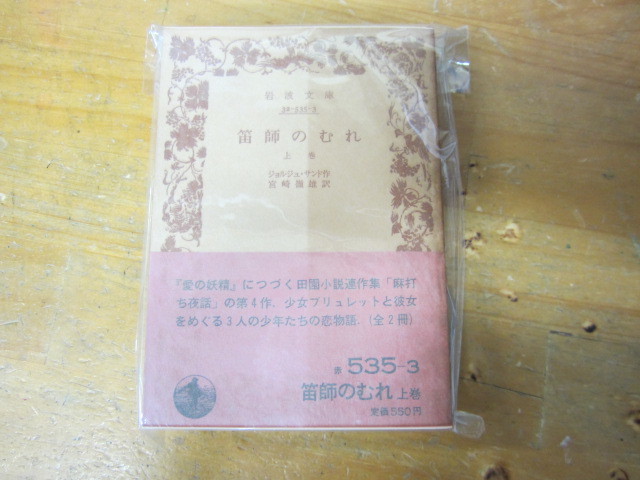 岩波文庫
34-535-3
笛師のむれ
上巻
ジョルジュ・サンド作
宮崎嶺雄訳
『愛の妖精』につづく田園小説連作集「麻打
ち夜話」の第4作．少女ブリュレットと彼女
をめぐる3人の少年たちの恋物語．（全2冊）
赤 535-3
笛師のむれ 上巻
定価550円